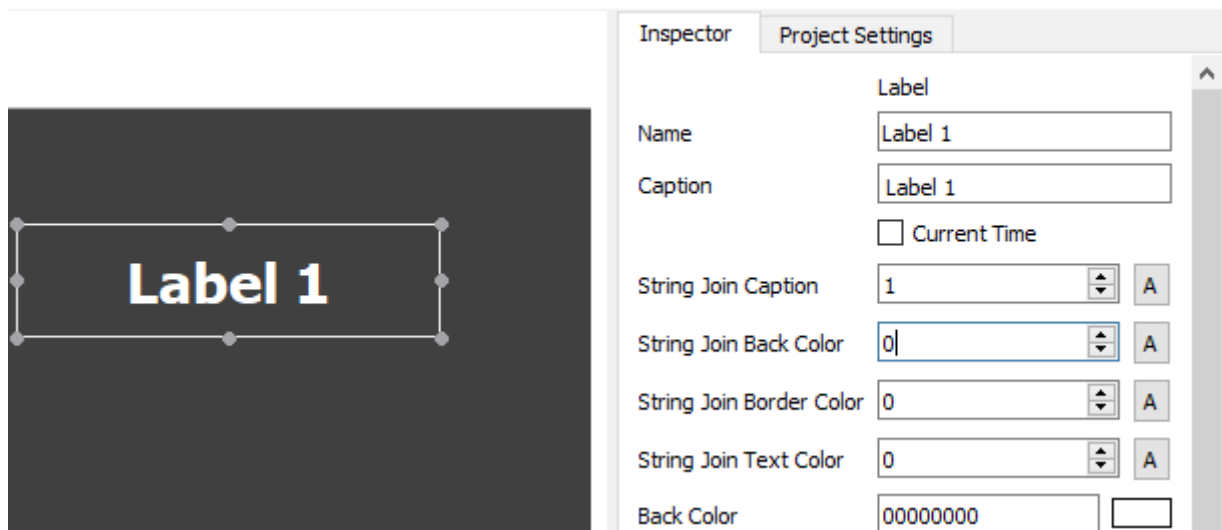 Inspector Project Settings
Label
Name Label 1
Caption Label 1
Current Time
Label 1
String Join Caption 1 A
String Join Back Color 0 A
String Join Border Color 0 A
String Join Text Color 0 A
Back Color 00000000